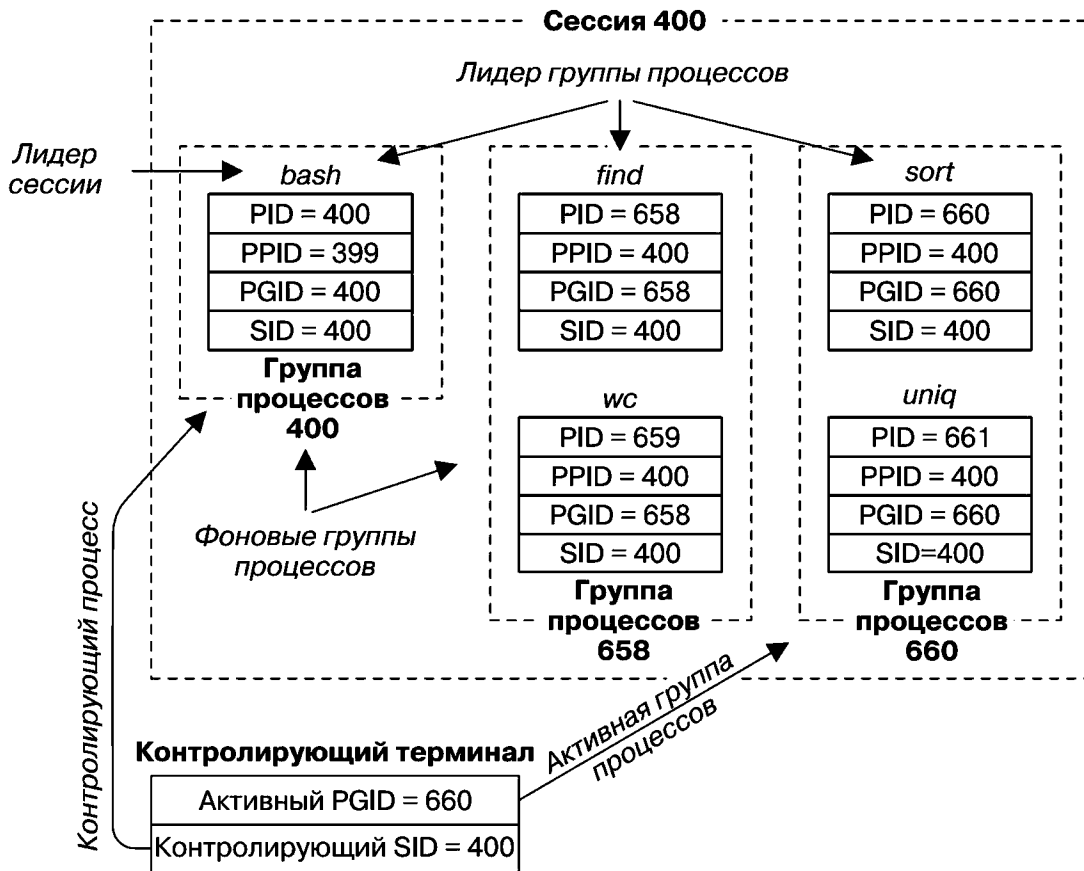 Сессия 400
Лидер группы процессов
Лидер
сессии
bash
PID = 400
PPID = 399
PGID = 400
SID = 400
Группа
процессов
400
find
PID = 658
PPID = 400
PGID = 658
SID = 400
wc
PID = 659
PPID = 400
PGID = 658
SID = 400
Группа
процессов
658
sort
PID = 660
PPID = 400
PGID = 660
SID = 400
uniq
PID = 661
PPID = 400
PGID = 660
SID=400
Группа
процессов
660
Фоновые группы
процессов
Контролирующий процесс
Активная группа
процессов
Контролирующий терминал
Активный PGID = 660
Контролирующий SID = 400